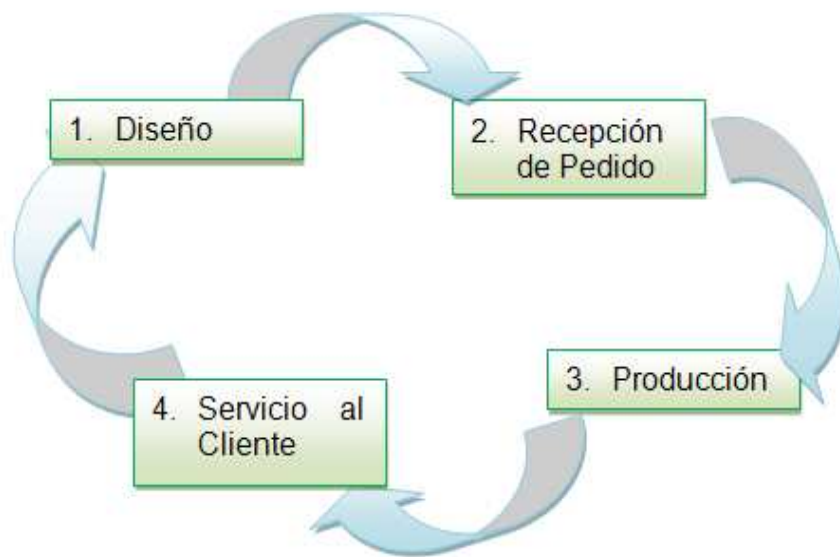 1. Diseño
2. Recepción
de Pedido
3. Producción
4. Servicio al
Cliente